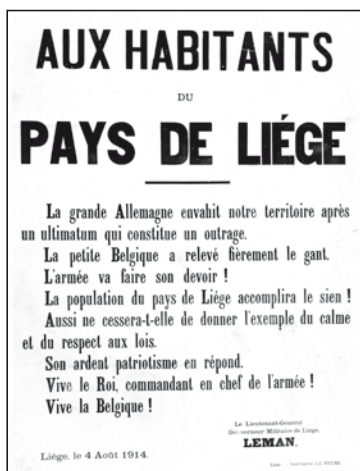 AUX HABITANTS
DU
PAYS DE LIÉGE
La grande Allemagne envahit notre territoire après
un ultimatum qui constitue un outrage.
La petite Belgique a relevé fièrement le gant.
L'armée va faire son devoir !
La population du pays de Liége accomplira le sien !
Aussi ne cessera-t-elle de donner l'exemple du calme
et du respect aux lois.
Son ardent patriotisme en répond.
Vive le Roi, commandant en chef de l'armée !
Vive la Belgique !
Le Lieutenant-Général
Gouverneur Militaire de Liége,
LEMAN.
Liége, le 4 Août 1914.
Imprimerie LA MEUSE